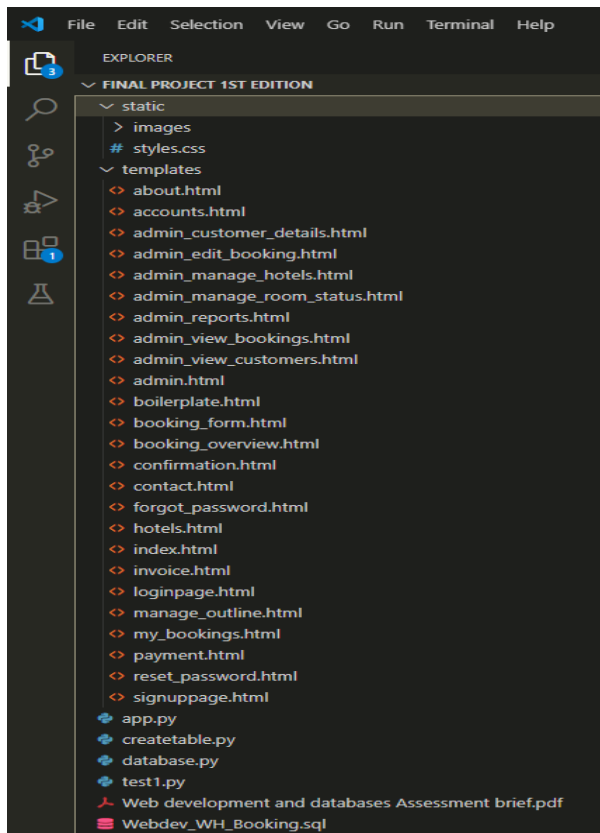 File Edit Selection View Go Run Terminal Help
EXPLORER
3
FINAL PROJECT 1ST EDITION
static
images
# styles.css
templates
<> about.html
<> accounts.html
<> admin_customer_details.html
<> admin_edit_booking.html
1
<> admin_manage_hotels.html
<> admin_manage_room_status.html
<> admin_reports.html
<> admin_view_bookings.html
<> admin_view_customers.html
<> admin.html
<> boilerplate.html
<> booking_form.html
<> booking_overview.html
<> confirmation.html
<> contact.html
<> forgot_password.html
<> hotels.html
<> index.html
<> invoice.html
<> loginpage.html
<> manage_outline.html
<> my_bookings.html
<> payment.html
<> reset_password.html
<> signuppage.html
app.py
createtable.py
database.py
test1.py
Web development and databases Assessment brief.pdf
Webdev_WH_Booking.sql